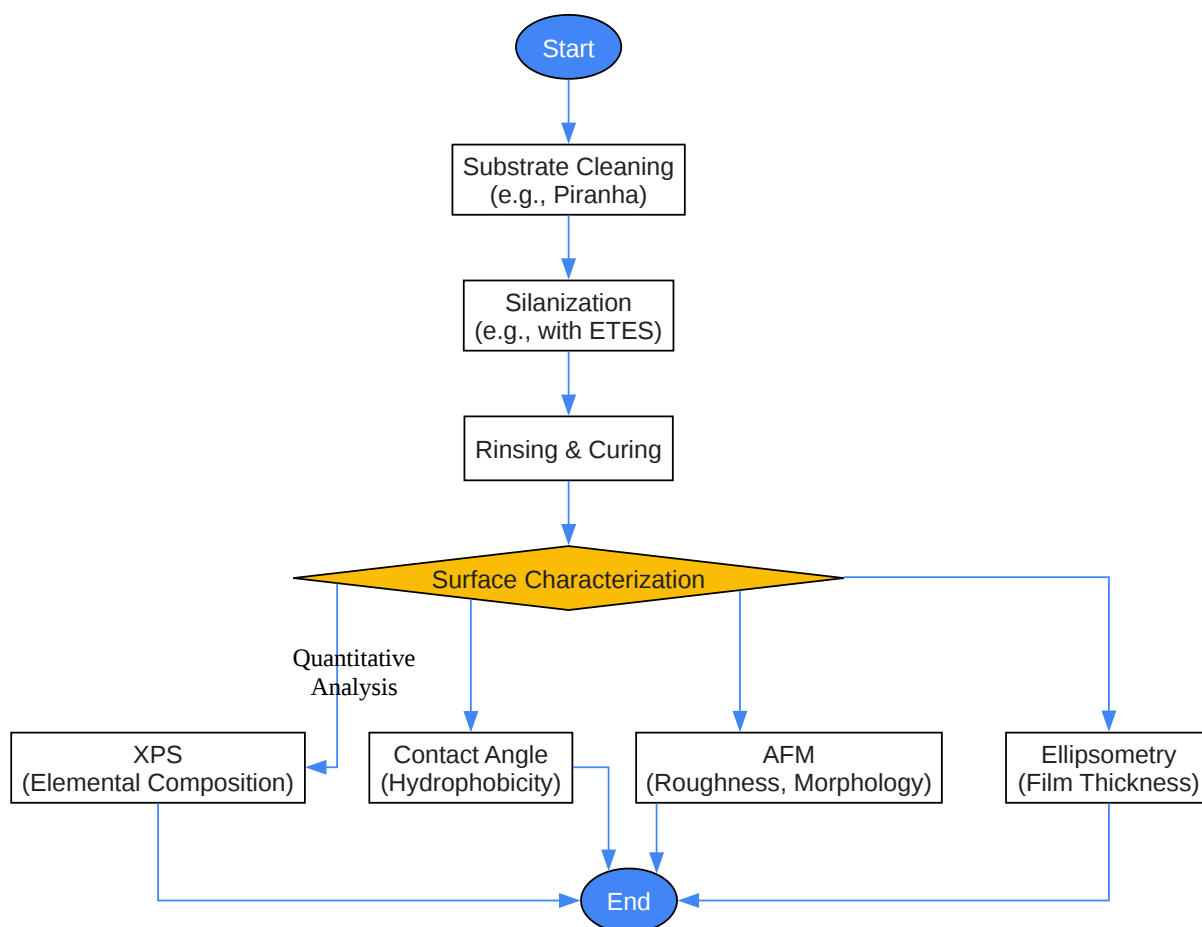 Start
Substrate Cleaning
(e.g., Piranha)
Silanization
(e.g., with ETES)
Rinsing & Curing
Surface Characterization
Quantitative
Analysis
XPS
(Elemental Composition)
Contact Angle
(Hydrophobicity)
AFM
(Roughness, Morphology)
Ellipsometry
(Film Thickness)
End